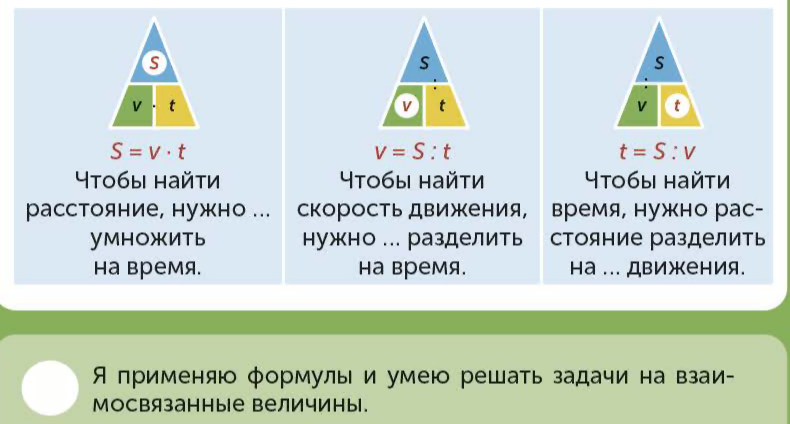 S
v · t
S = v · t
Чтобы найти
расстояние, нужно ...
умножить
на время.
S
:
v t
v = S : t
Чтобы найти
скорость движения,
нужно ... разделить
на время.
S
:
v t
t = S : v
Чтобы найти
время, нужно рас-
стояние разделить
на ... движения.
Я применяю формулы и умею решать задачи на взаи-
мосвязанные величины.